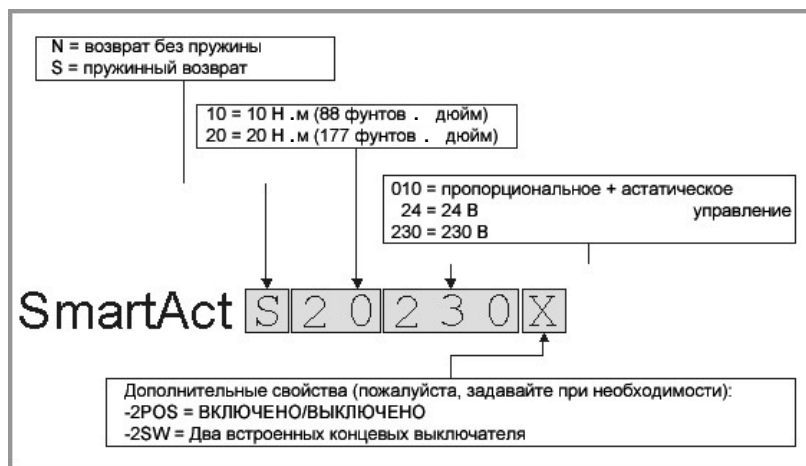 N = возврат без пружины
S = пружинный возврат
10 = 10 Н .м (88 фунтов . дюйм)
20 = 20 Н .м (177 фунтов . дюйм)
010 = пропорциональное + астатическое
24 = 24 В управление
230 = 230 В
SmartAct S 2 0 2 3 0 X
Дополнительные свойства (пожалуйста, задавайте при необходимости):
-2POS = ВКЛЮЧЕНО/ВЫКЛЮЧЕНО
-2SW = Два встроенных концевых выключателя